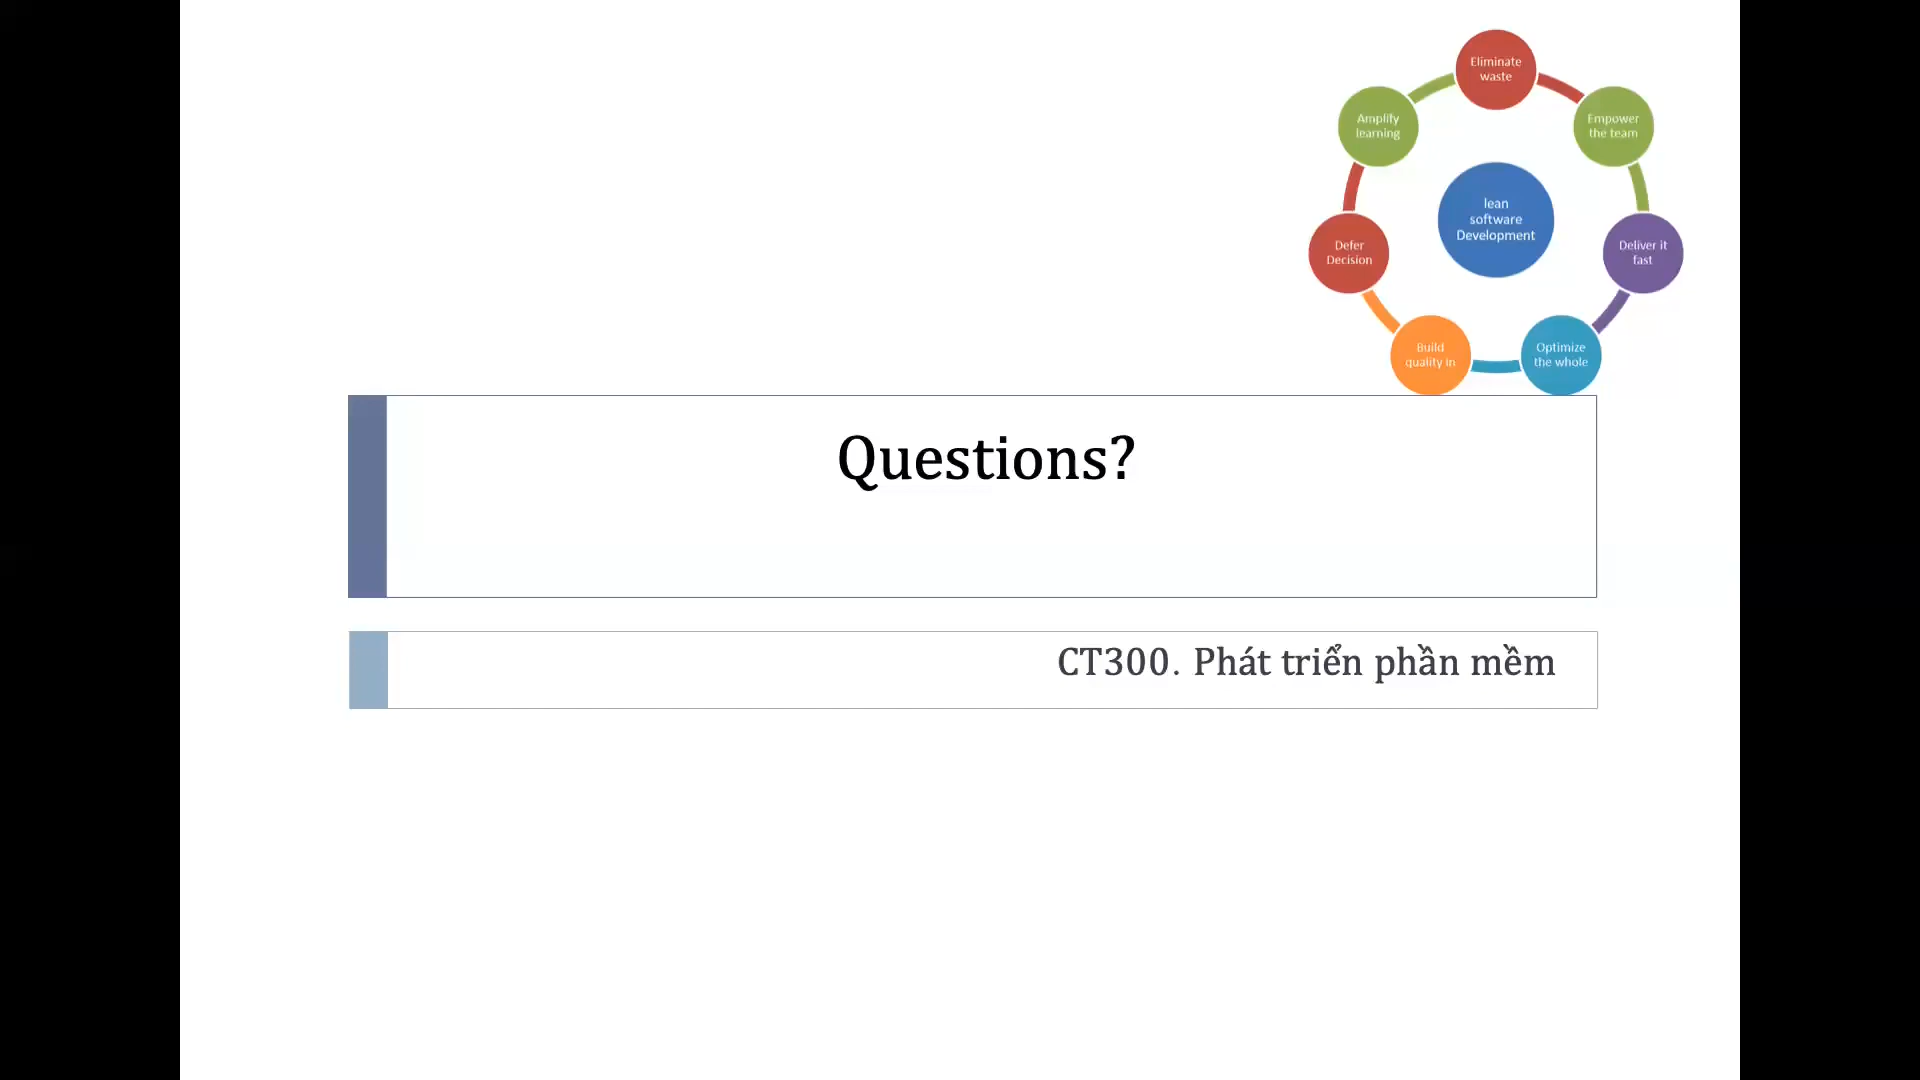 Eliminate
waste
Amplify
learning
Empower
the team
lean
software
Development
Defer
Decision
Deliver it
fast
Build
quality in
Optimize
the whole
Questions?
CT300. Phát triển phần mềm